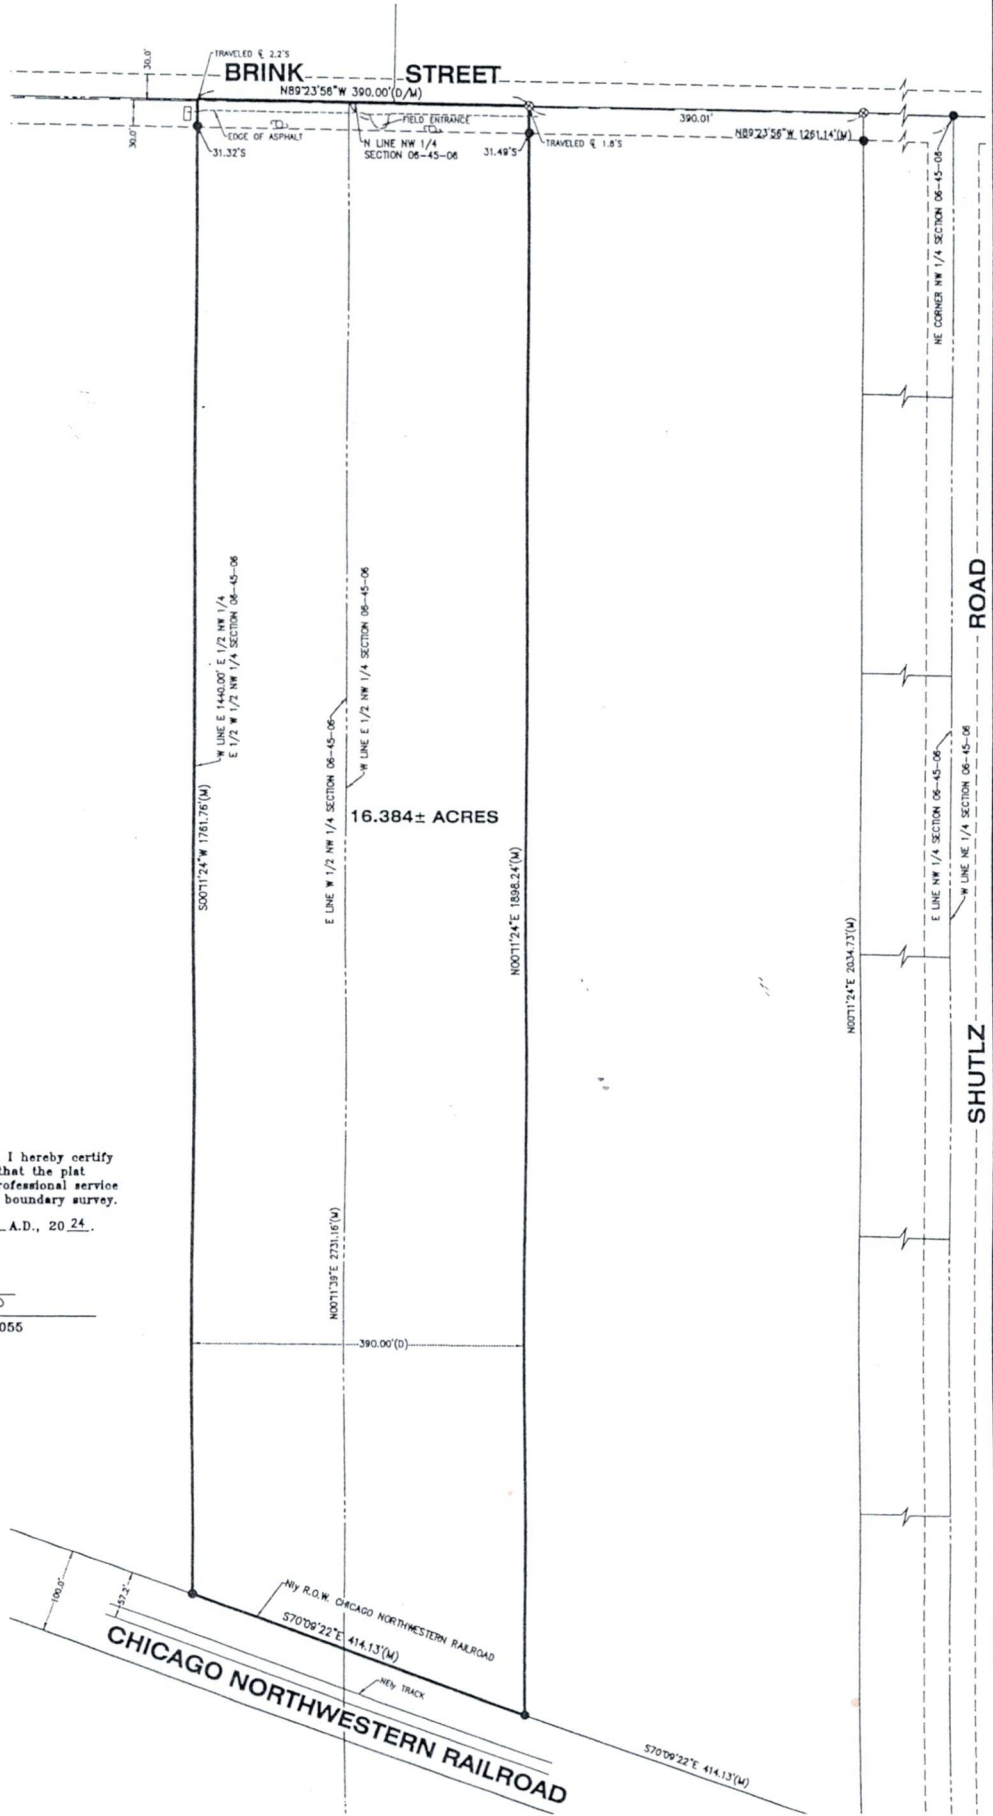 TRAVELED ℄ 2.2'S
BRINK STREET
N89°23'56"W 390.00'(D/M)
30.0'
30.0'
EDGE OF ASPHALT
FIELD ENTRANCE
31.32'S
N LINE NW 1/4
SECTION 06-45-06
31.49'S
TRAVELED ℄ 1.8'S
390.01'
N89°23'56"W 1261.14'(M)
NE CORNER NW 1/4 SECTION 06-45-06
W LINE E 1440.00' E 1/2 NW 1/4
E 1/2 W 1/2 NW 1/4 SECTION 06-45-06
S00°11'24"W 1761.76'(M)
E LINE W 1/2 NW 1/4 SECTION 06-45-06
W LINE E 1/2 NW 1/4 SECTION 06-45-06
16.384± ACRES
N00°11'24"E 1898.24'(M)
N00°11'24"E 2034.73'(M)
E LINE NW 1/4 SECTION 06-45-06
W LINE NE 1/4 SECTION 06-45-06
SHUTLZ ROAD
I hereby certify
that the plat
rofessional service
boundary survey.
A.D., 20 24.
055
N00°11'39"E 2731.16'(M)
390.00'(D)
100.0'
57.2'
Nly R.O.W. CHICAGO NORTHWESTERN RAILROAD
S70°09'22"E 414.13'(M)
NEly TRACK
CHICAGO NORTHWESTERN RAILROAD
S70°09'22"E 414.13'(M)